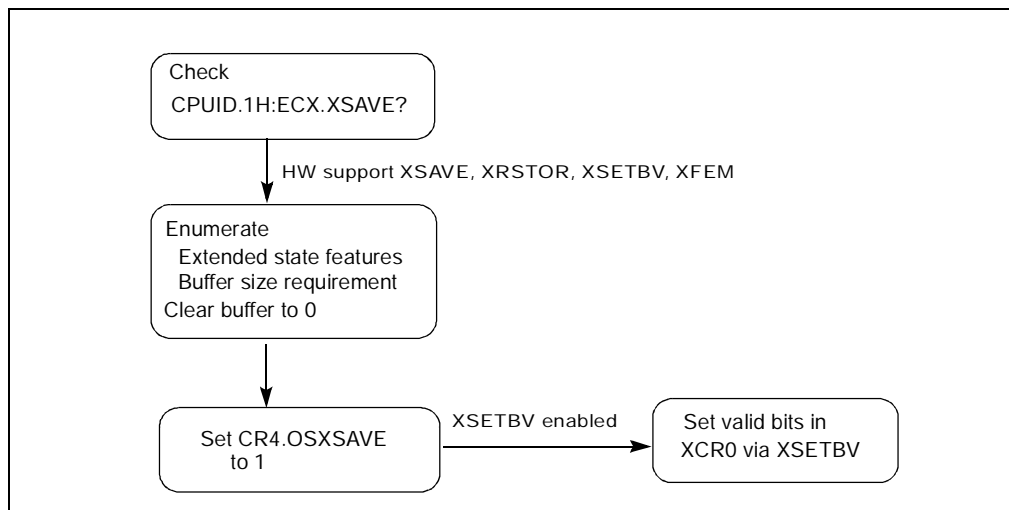 Check
CPUID.1H:ECX.XSAVE?
HW support XSAVE, XRSTOR, XSETBV, XFEM
Enumerate
Extended state features
Buffer size requirement
Clear buffer to 0
Set CR4.OSXSAVE
to 1
XSETBV enabled
Set valid bits in
XCR0 via XSETBV